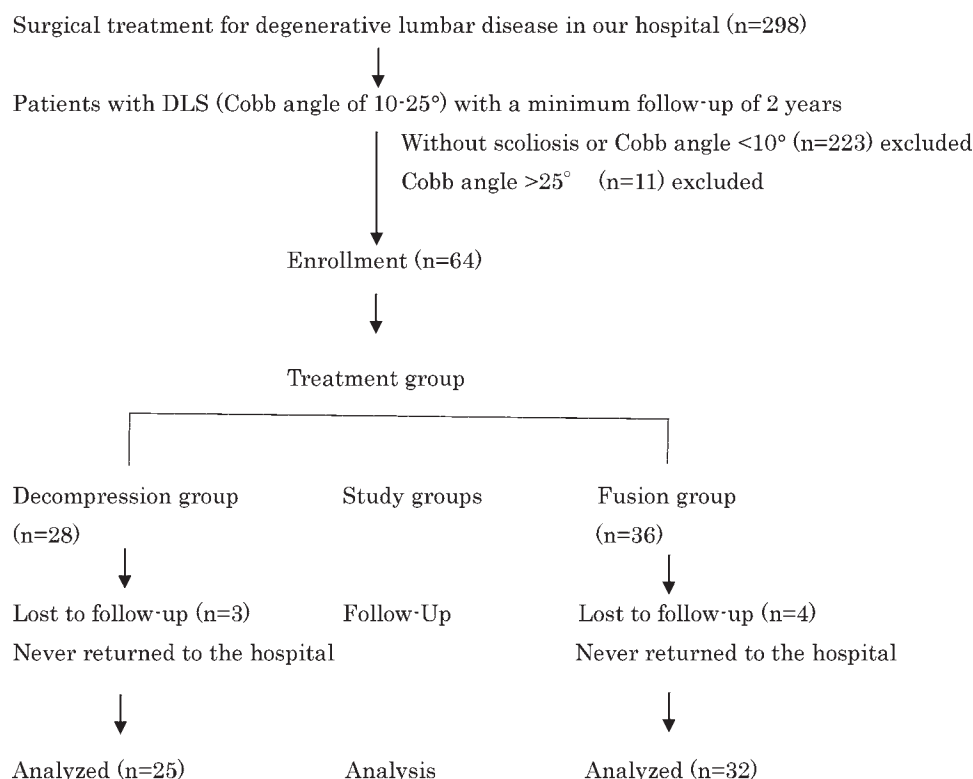 Surgical treatment for degenerative lumbar disease in our hospital (n=298)
Patients with DLS (Cobb angle of 10-25°) with a minimum follow-up of 2 years
Without scoliosis or Cobb angle <10° (n=223) excluded
Cobb angle >25° (n=11) excluded
Enrollment (n=64)
Treatment group
Decompression group Study groups Fusion group
(n=28) (n=36)
Lost to follow-up (n=3) Follow-Up Lost to follow-up (n=4)
Never returned to the hospital Never returned to the hospital
Analyzed (n=25) Analysis Analyzed (n=32)